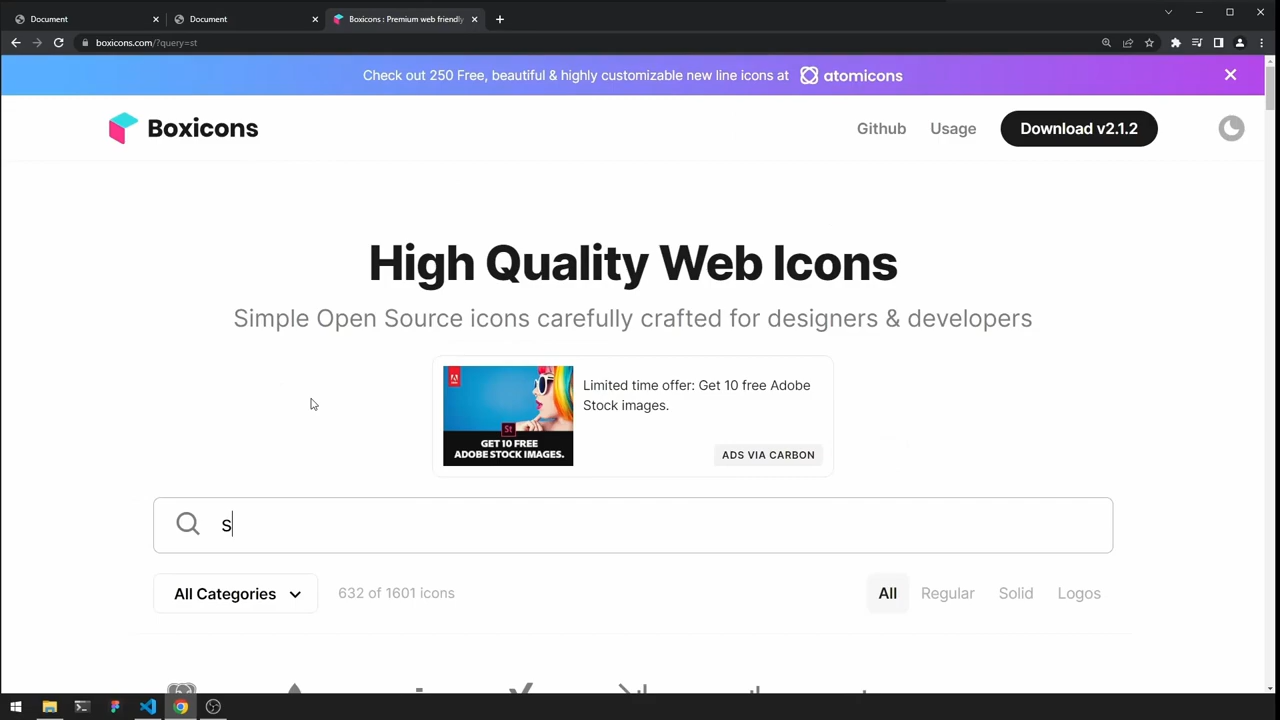 Document
Document
Boxicons : Premium web friendly
boxicons.com/?query=st
Check out 250 Free, beautiful & highly customizable new line icons at atomicons
Boxicons
Github
Usage
Download v2.1.2
High Quality Web Icons
Simple Open Source icons carefully crafted for designers & developers
Limited time offer: Get 10 free Adobe
Stock images.
St
GET 10 FREE
ADOBE STOCK IMAGES.
ADS VIA CARBON
s
All Categories
632 of 1601 icons
All
Regular
Solid
Logos